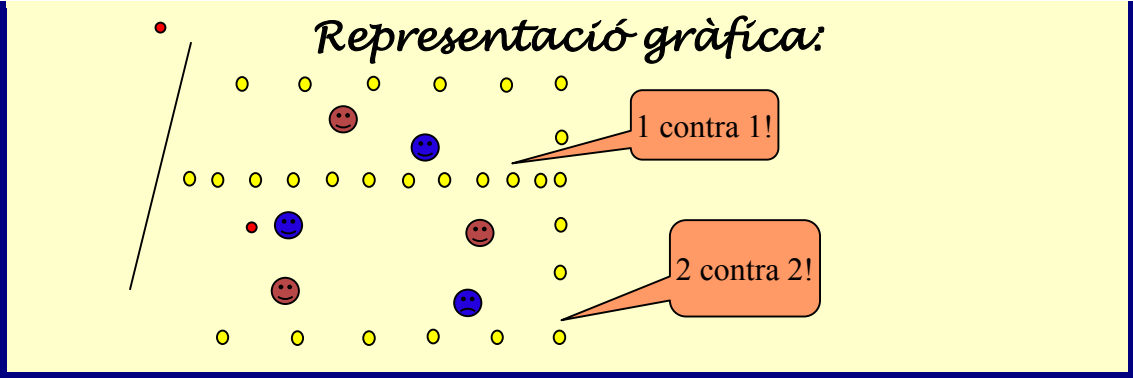 Representació gràfica:
1 contra 1!
2 contra 2!